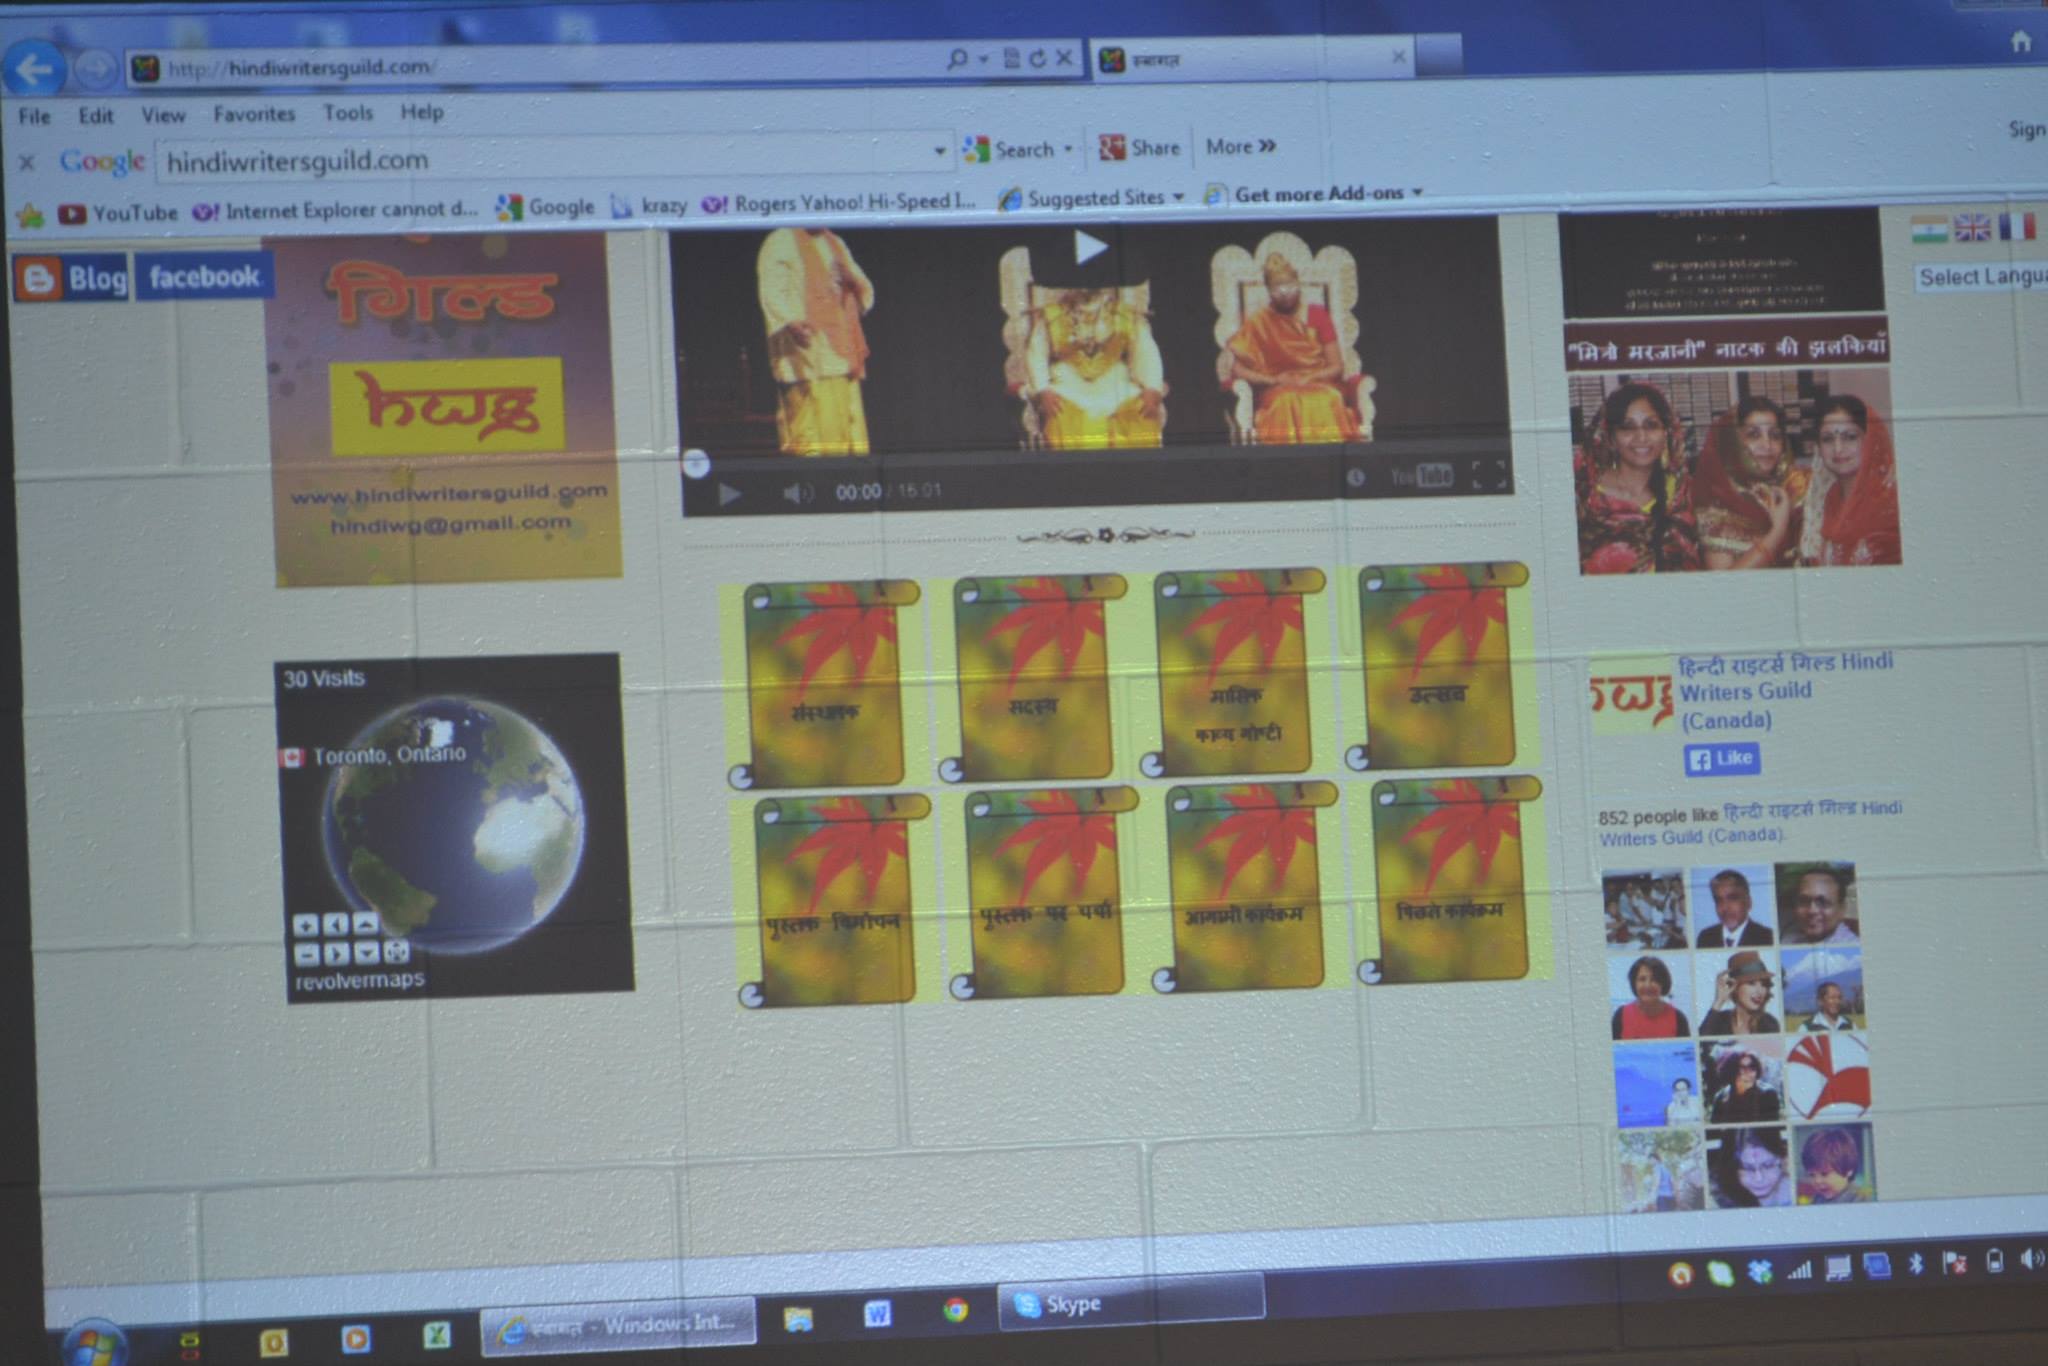 http://hindiwritersguild.com/
स्वागत
File Edit View Favorites Tools Help
Sign
Google hindiwritersguild.com Search Share More »
YouTube Internet Explorer cannot d... Google krazy Rogers Yahoo! Hi-Speed I... Suggested Sites Get more Add-ons
Blog facebook
गिल्ड
hwg
www.hindiwritersguild.com
hindiwg@gmail.com
00:00 / 15:01 YouTube
Select Langua
"मित्रो मरजानी" नाटक की झलकियाँ
30 Visits
Toronto, Ontario
revolvermaps
संस्थापक
सदस्य
मासिक
काव्य गोष्टी
उत्सव
पुस्तक विमोचन
पुस्तक पर चर्चा
आगामी कार्यक्रम
पिछले कार्यक्रम
hwg
हिन्दी राइटर्स गिल्ड Hindi
Writers Guild
(Canada)
Like
852 people like हिन्दी राइटर्स गिल्ड Hindi
Writers Guild (Canada).
स्वागत - Windows Int...
Skype